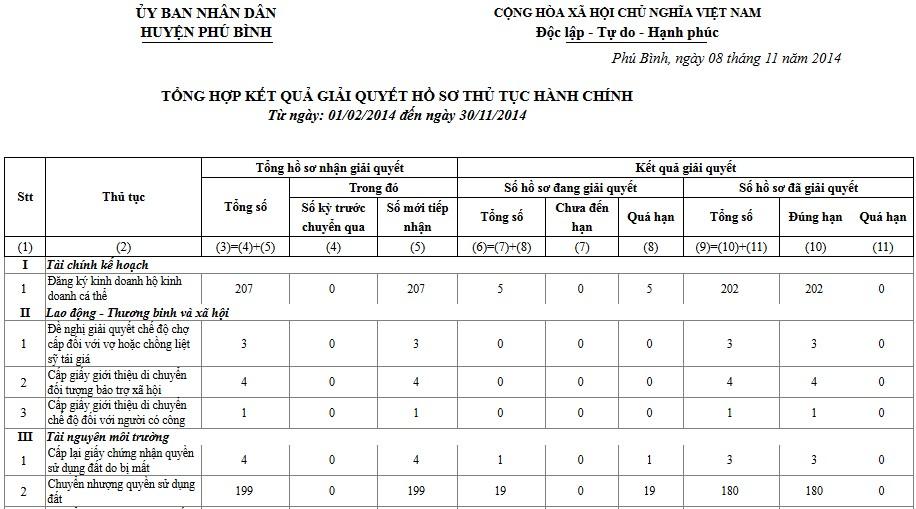 ỦY BAN NHÂN DÂN
HUYỆN PHÚ BÌNH
CỘNG HÒA XÃ HỘI CHỦ NGHĨA VIỆT NAM
Độc lập - Tự do - Hạnh phúc
Phú Bình, ngày 08 tháng 11 năm 2014
TỔNG HỢP KẾT QUẢ GIẢI QUYẾT HỒ SƠ THỦ TỤC HÀNH CHÍNH
Từ ngày: 01/02/2014 đến ngày 30/11/2014
Stt Thủ tục Tổng hồ sơ nhận giải quyết Kết quả giải quyết
Tổng số Trong đó Số hồ sơ đang giải quyết Số hồ sơ đã giải quyết
Số kỳ trước chuyển qua Số mới tiếp nhận Tổng số Chưa đến hạn Quá hạn Tổng số Đúng hạn Quá hạn
(1) (2) (3)=(4)+(5) (4) (5) (6)=(7)+(8) (7) (8) (9)=(10)+(11) (10) (11)
I Tài chính kế hoạch
1 Đăng ký kinh doanh hộ kinh doanh cá thể 207 0 207 5 0 5 202 202 0
II Lao động - Thương binh và xã hội
1 Đề nghị giải quyết chế độ chợ cấp đối với vợ hoặc chồng liệt sỹ tái giá 3 0 3 0 0 0 3 3 0
2 Cấp giấy giới thiệu di chuyển đối tượng bảo trợ xã hội 4 0 4 0 0 0 4 4 0
3 Cấp giấy giới thiệu di chuyển chế độ đối với người có công 1 0 1 0 0 0 1 1 0
III Tài nguyên môi trường
1 Cấp lại giấy chứng nhận quyền sử dụng đất do bị mất 4 0 4 1 0 1 3 3 0
2 Chuyển nhượng quyền sử dụng đất 199 0 199 19 0 19 180 180 0